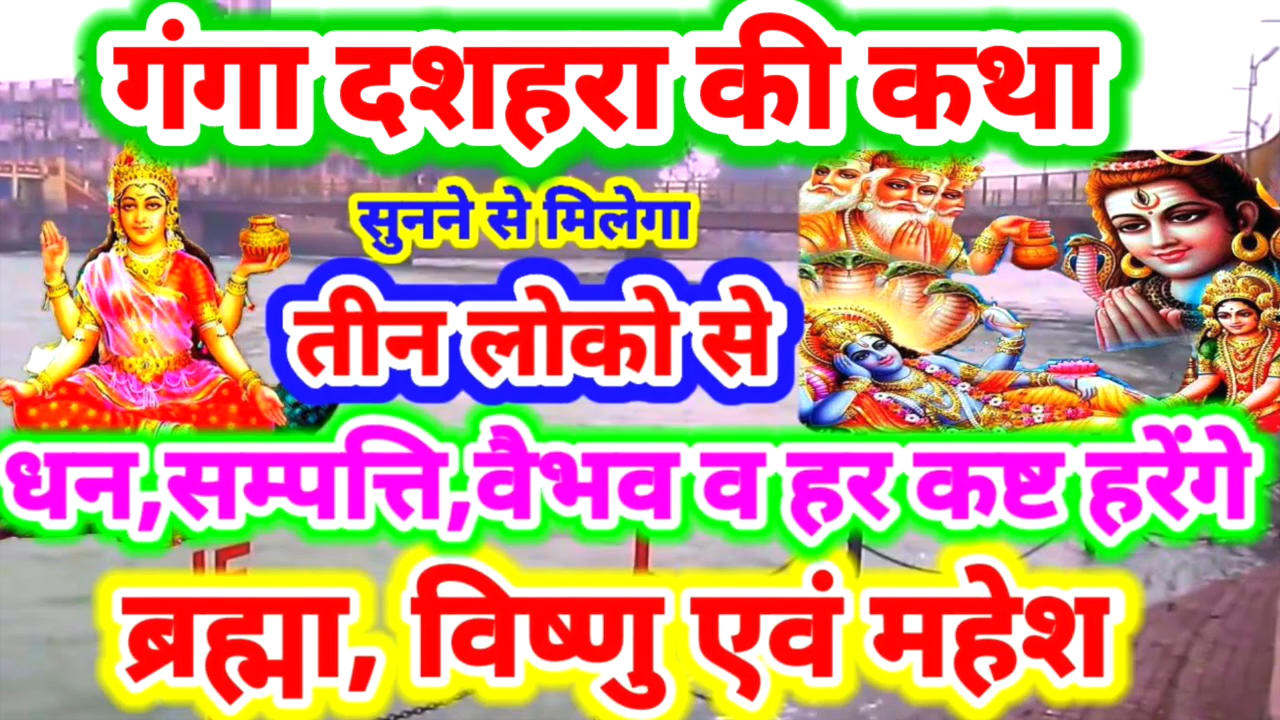 गंगा दशहरा की कथा
सुनने से मिलेगा
तीन लोको से
धन,सम्पत्ति,वैभव व हर कष्ट हरेंगे
ब्रह्मा, विष्णु एवं महेश